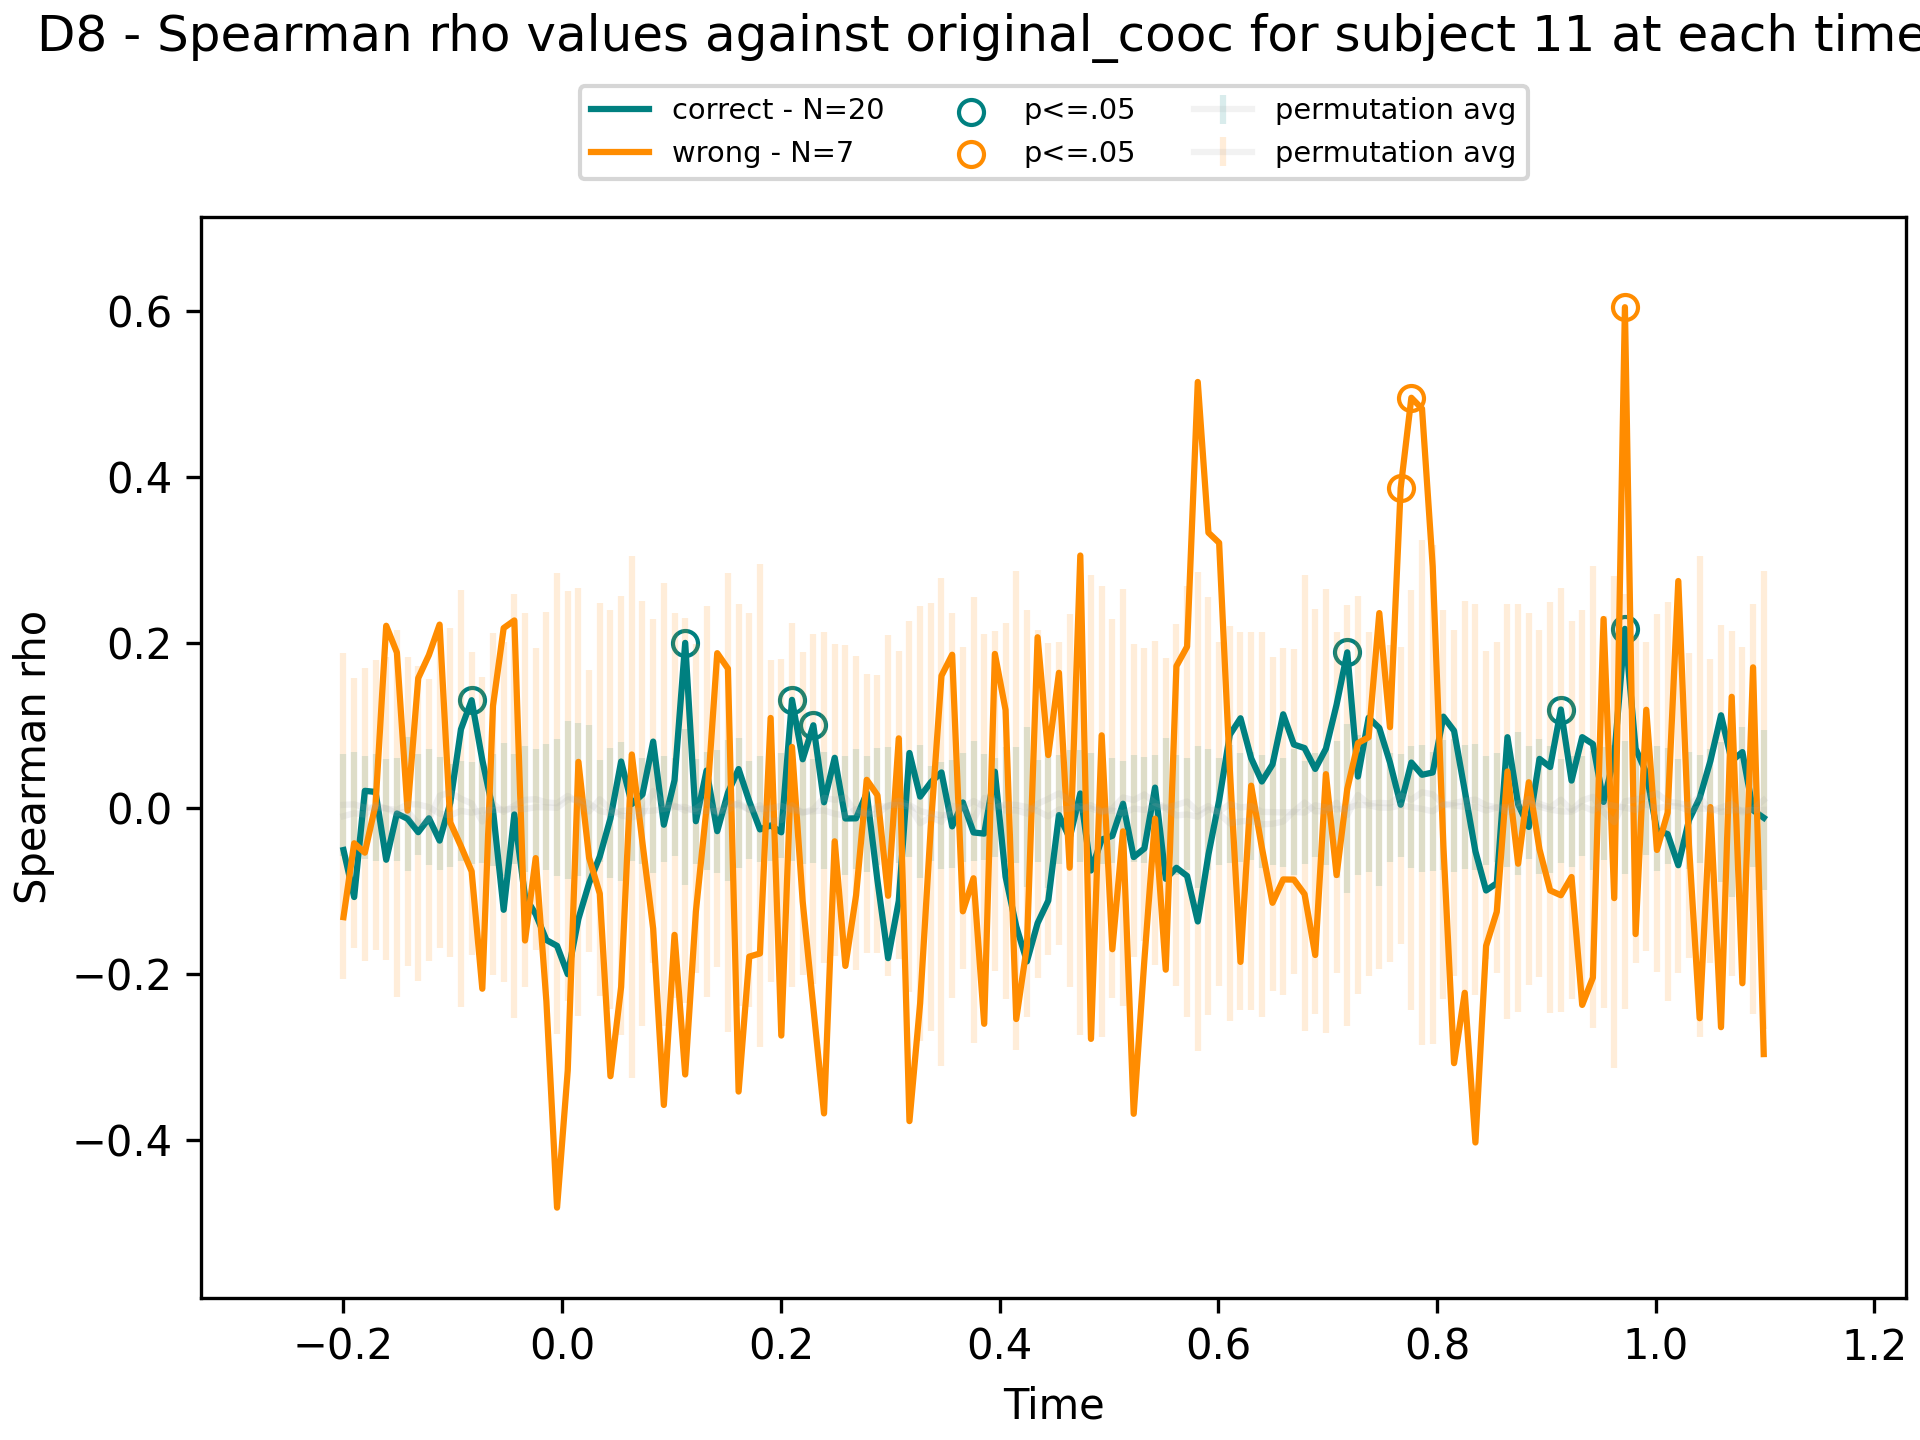 D8 - Spearman rho values against original_cooc for subject 11 at each time
correct - N=20
wrong - N=7
p<=.05
p<=.05
permutation avg
permutation avg
Spearman rho
0.6
0.4
0.2
0.0
−0.2
−0.4
−0.2
0.0
0.2
0.4
0.6
0.8
1.0
1.2
Time